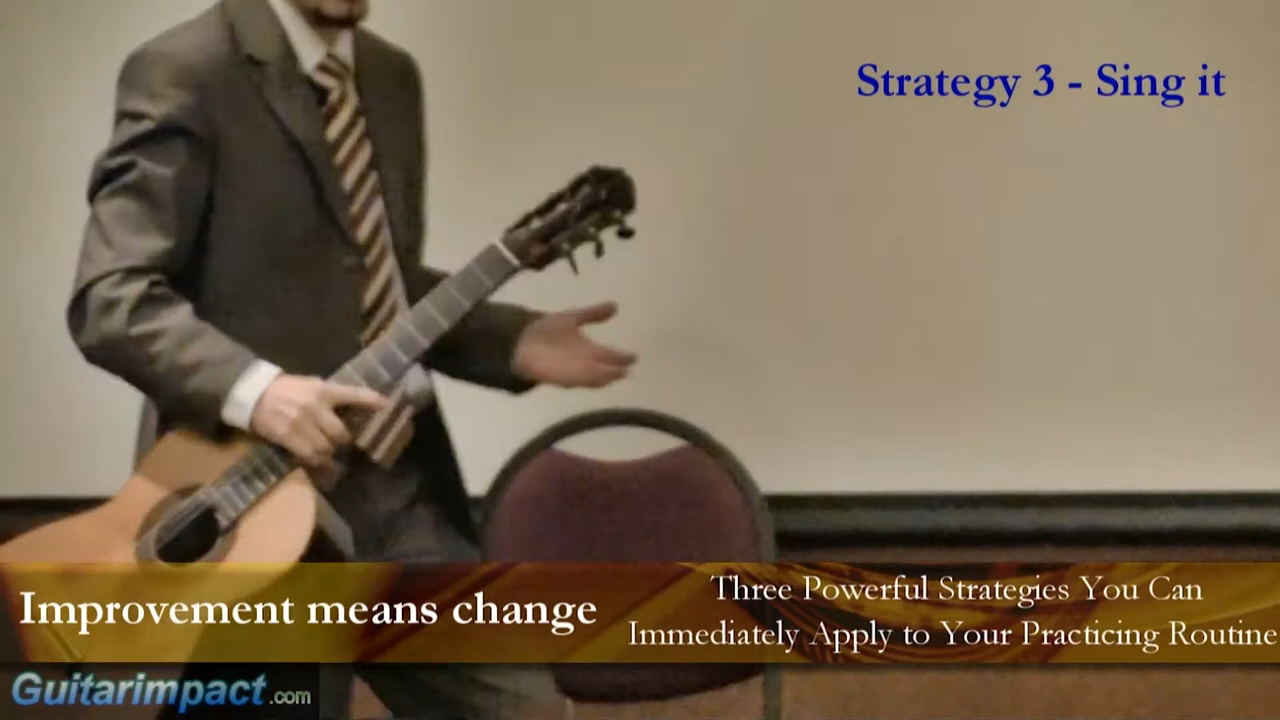 Strategy 3 - Sing it
Improvement means change
Three Powerful Strategies You Can
Immediately Apply to Your Practicing Routine
Guitarimpact.com